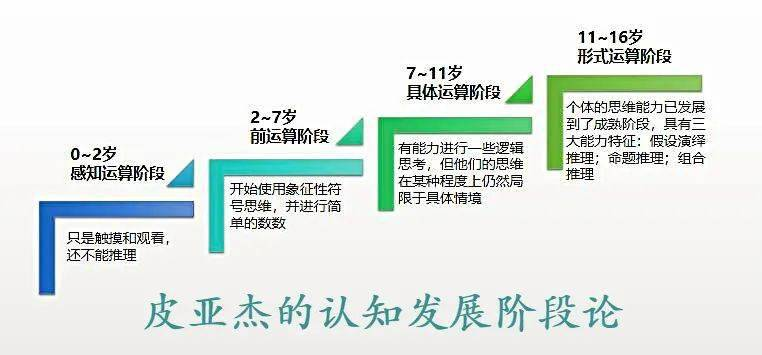 0~2岁
感知运算阶段
只是触摸和观看，
还不能推理
2~7岁
前运算阶段
开始使用象征性符
号思维，并进行简
单的数数
7~11岁
具体运算阶段
有能力进行一些逻辑
思考，但他们的思维
在某种程度上仍然局
限于具体情境
11~16岁
形式运算阶段
个体的思维能力已发展
到了成熟阶段，具有三
大能力特征：假设演绎
推理；命题推理；组合
推理
皮亚杰的认知发展阶段论